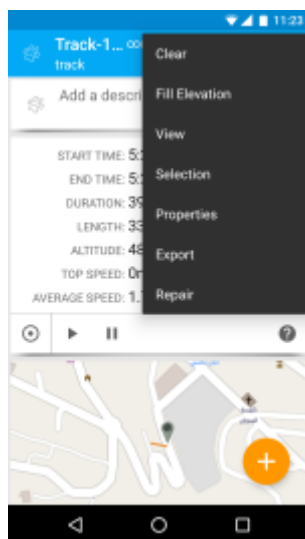 11:23
Track-1...
track
Clear
Add a descri
Fill Elevation
View
START TIME: 5:
END TIME: 5:
Selection
DURATION: 39
LENGTH: 33
Properties
ALTITUDE: 48
Export
TOP SPEED: 0m
AVERAGE SPEED: 1.
Repair